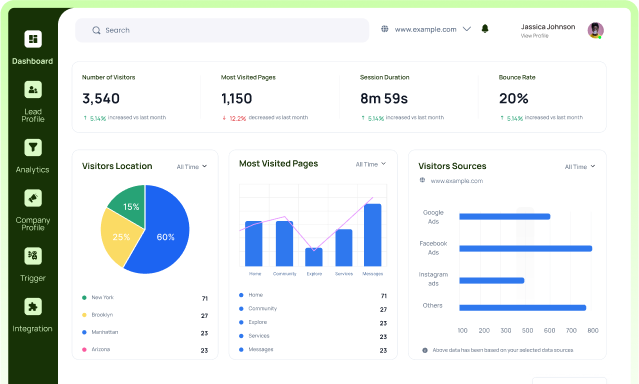 Search
www.example.com
Jassica Johnson
View Profile
Dashboard
Lead
Profile
Analytics
Company
Profile
Trigger
Integration
Number of Visitors
3,540
5.14% increased vs last month
Most Visited Pages
1,150
12.2% decreased vs last month
Session Duration
8m 59s
5.14% increased vs last month
Bounce Rate
20%
5.14% increased vs last month
Visitors Location
All Time
15%
25%
60%
New York 71
Brooklyn 27
Manhattan 23
Arizona 23
Most Visited Pages
All Time
Home Community Explore Services Messages
Home 71
Community 27
Explore 23
Services 23
Messages 23
Visitors Sources
All Time
www.example.com
Google
Ads
Facebook
Ads
Instagram
ads
Others
100 200 300 400 500 600 700 800
Above data has been based on your selected data sources